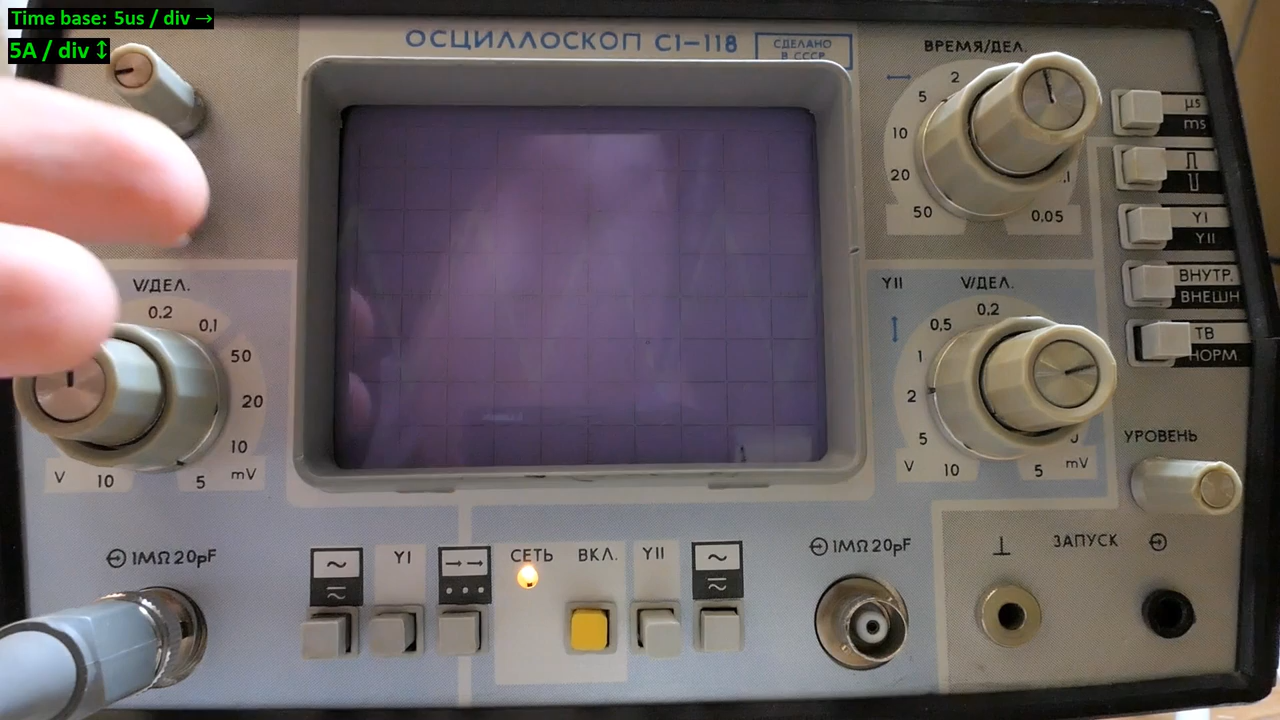 Time base: 5us / div →
5A / div ↕
ОСЦИЛЛОСКОП С1-118
СДЕЛАНО
В СССР
ВРЕМЯ/ДЕЛ.
2
5
10
20
50
,1
0,05
µs
ms
YI
YII
ВНУТР.
ВНЕШН
ТВ
НОРМ.
V/ДЕЛ.
0.2
0,1
50
20
10
mV
5
10
V
YII
V/ДЕЛ.
0.2
0,5
1
2
5
V
10
5
mV
УРОВЕНЬ
1MΩ 20pF
~
≂
YI
→→
...
СЕТЬ
ВКЛ.
YII
~
≂
1MΩ 20pF
⊥
ЗАПУСК